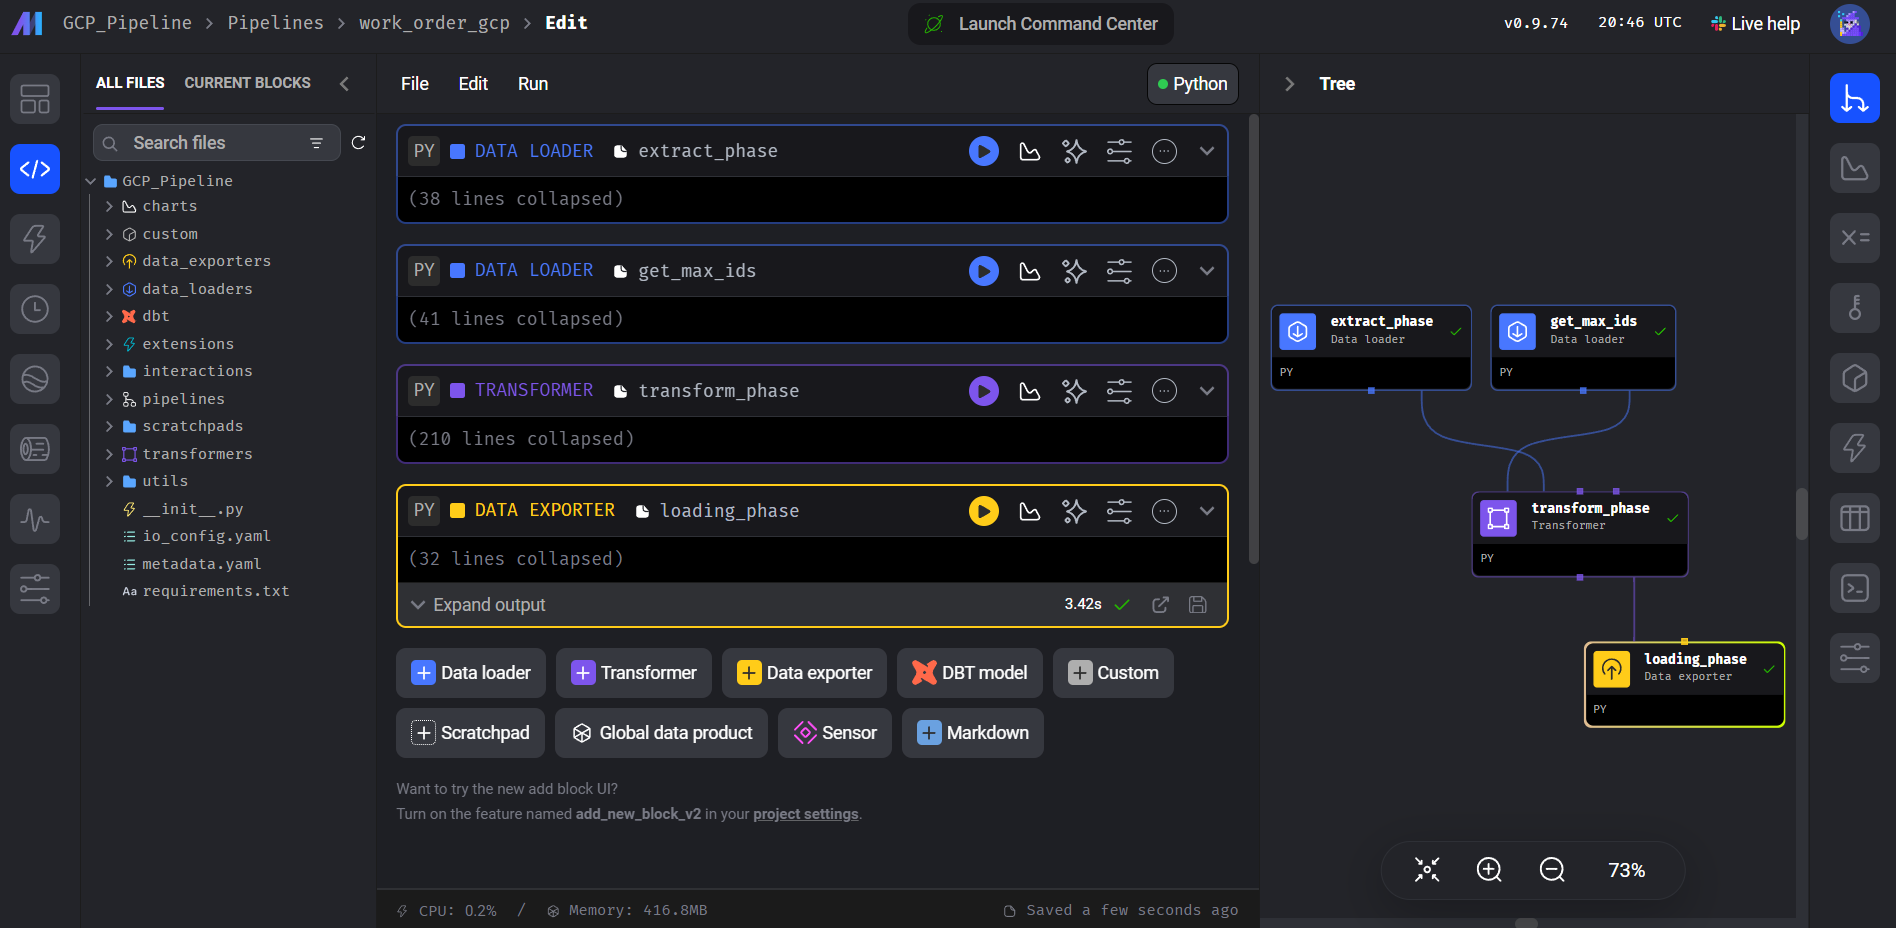 GCP_Pipeline > Pipelines > work_order_gcp > Edit
Launch Command Center
v0.9.74
20:46 UTC
Live help
ALL FILES
CURRENT BLOCKS
Search files
GCP_Pipeline
charts
custom
data_exporters
data_loaders
dbt
extensions
interactions
pipelines
scratchpads
transformers
utils
__init__.py
io_config.yaml
metadata.yaml
Aa requirements.txt
File Edit Run
Python
PY DATA LOADER extract_phase
(38 lines collapsed)
PY DATA LOADER get_max_ids
(41 lines collapsed)
PY TRANSFORMER transform_phase
(210 lines collapsed)
PY DATA EXPORTER loading_phase
(32 lines collapsed)
Expand output
3.42s
Data loader
Transformer
Data exporter
DBT model
Custom
Scratchpad
Global data product
Sensor
Markdown
Want to try the new add block UI?
Turn on the feature named add_new_block_v2 in your project settings.
CPU: 0.2% / Memory: 416.8MB
Saved a few seconds ago
Tree
extract_phase
Data loader
PY
get_max_ids
Data loader
PY
transform_phase
Transformer
PY
loading_phase
Data exporter
PY
73%